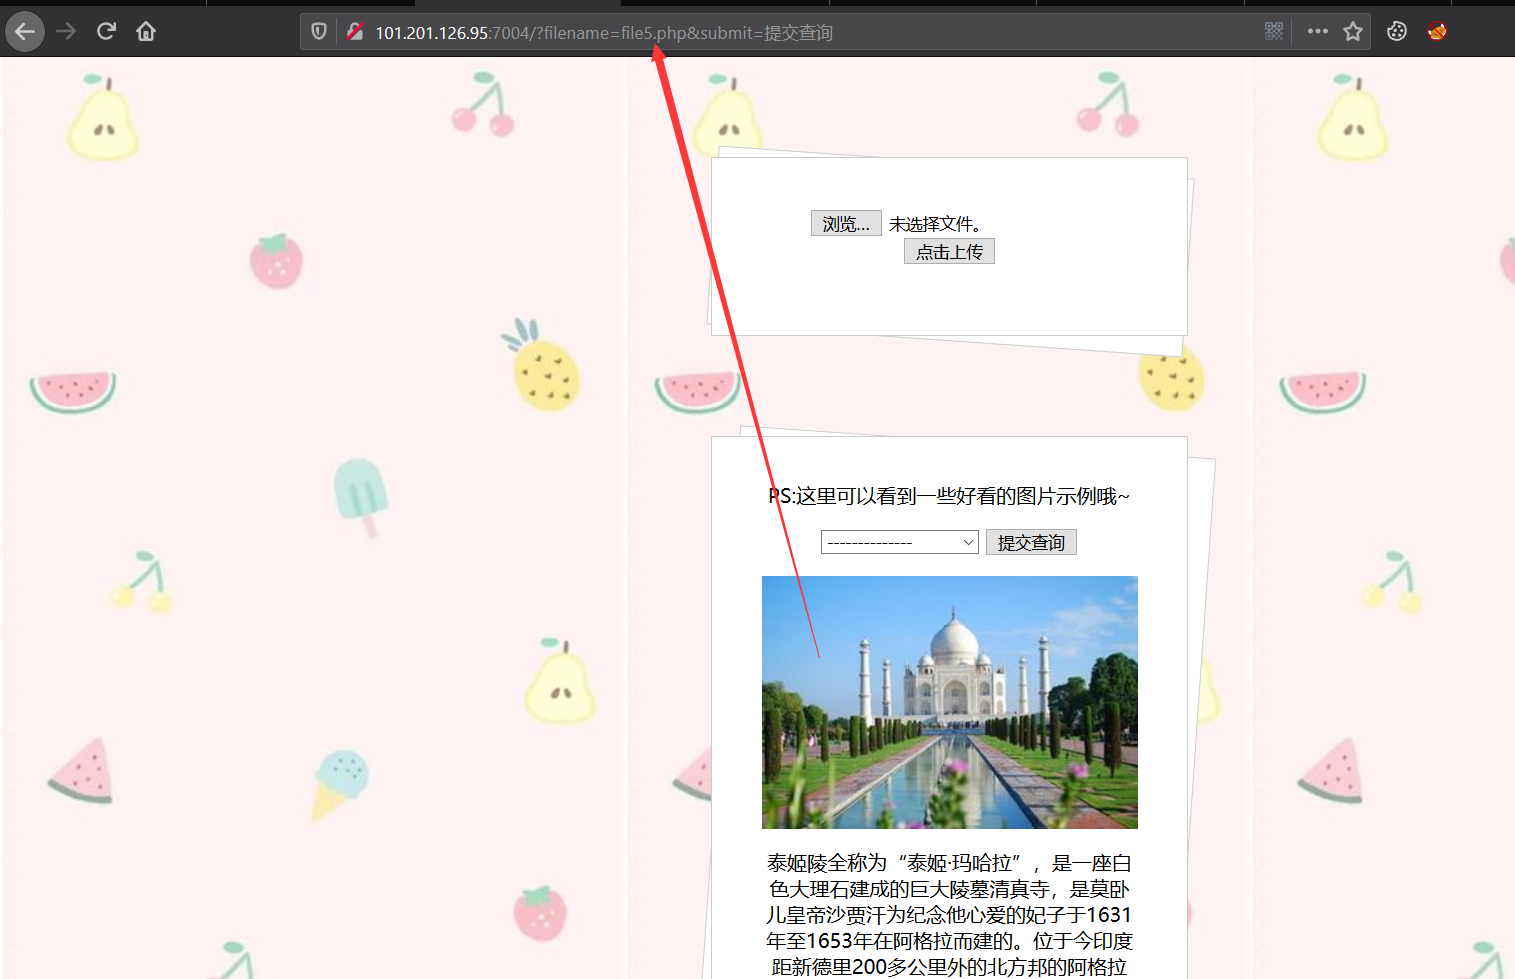 101.201.126.95:7004/?filename=file5.php&submit=提交查询
浏览... 未选择文件。
点击上传
PS:这里可以看到一些好看的图片示例哦~
-------------- 提交查询
泰姬陵全称为“泰姬·玛哈拉”，是一座白
色大理石建成的巨大陵墓清真寺，是莫卧
儿皇帝沙贾汗为纪念他心爱的妃子于1631
年至1653年在阿格拉而建的。位于今印度
距新德里200多公里外的北方邦的阿格拉